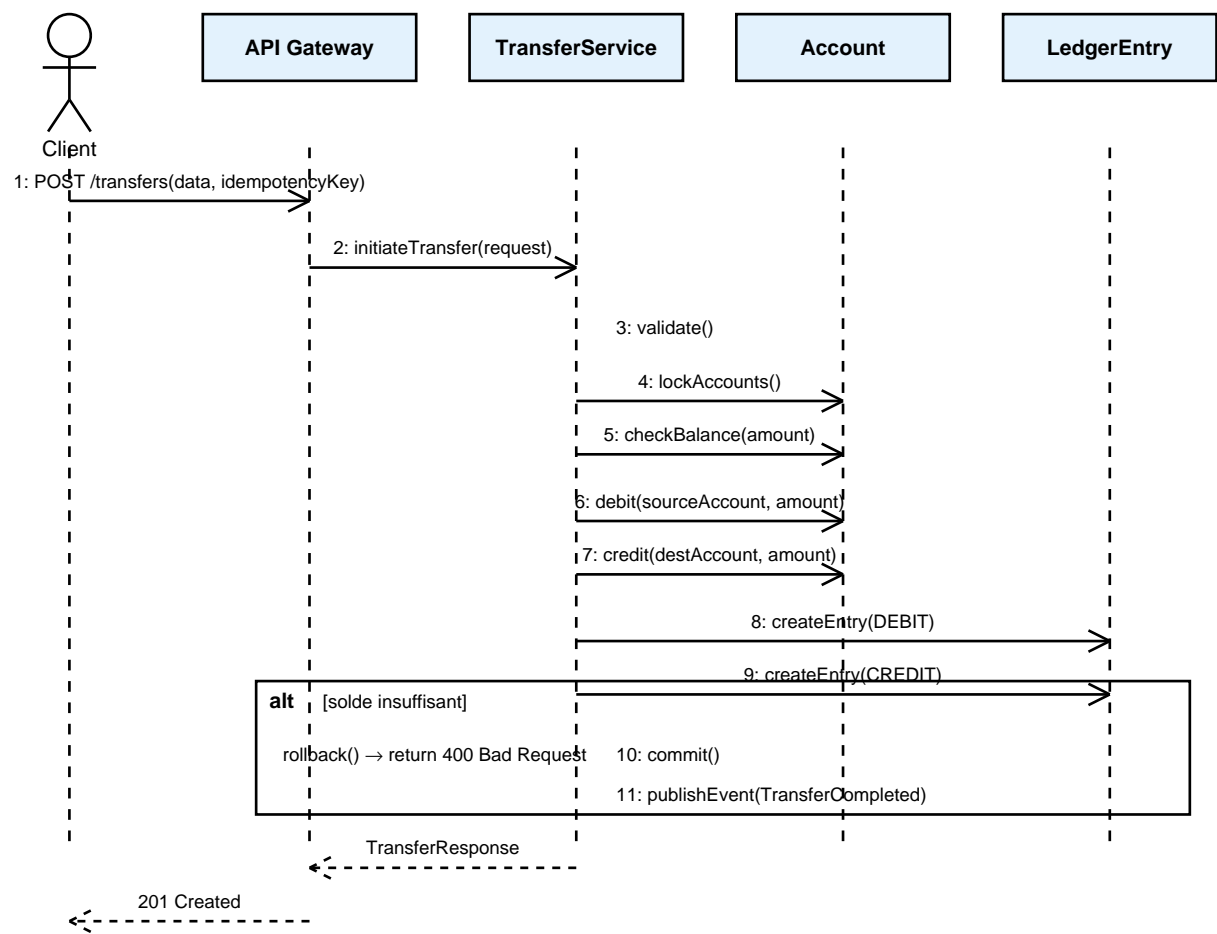 API Gateway
TransferService
Account
LedgerEntry
Client
1: POST /transfers(data, idempotencyKey)
2: initiateTransfer(request)
3: validate()
4: lockAccounts()
5: checkBalance(amount)
6: debit(sourceAccount, amount)
7: credit(destAccount, amount)
8: createEntry(DEBIT)
9: createEntry(CREDIT)
alt [solde insuffisant]
rollback() → return 400 Bad Request
10: commit()
11: publishEvent(TransferCompleted)
TransferResponse
201 Created